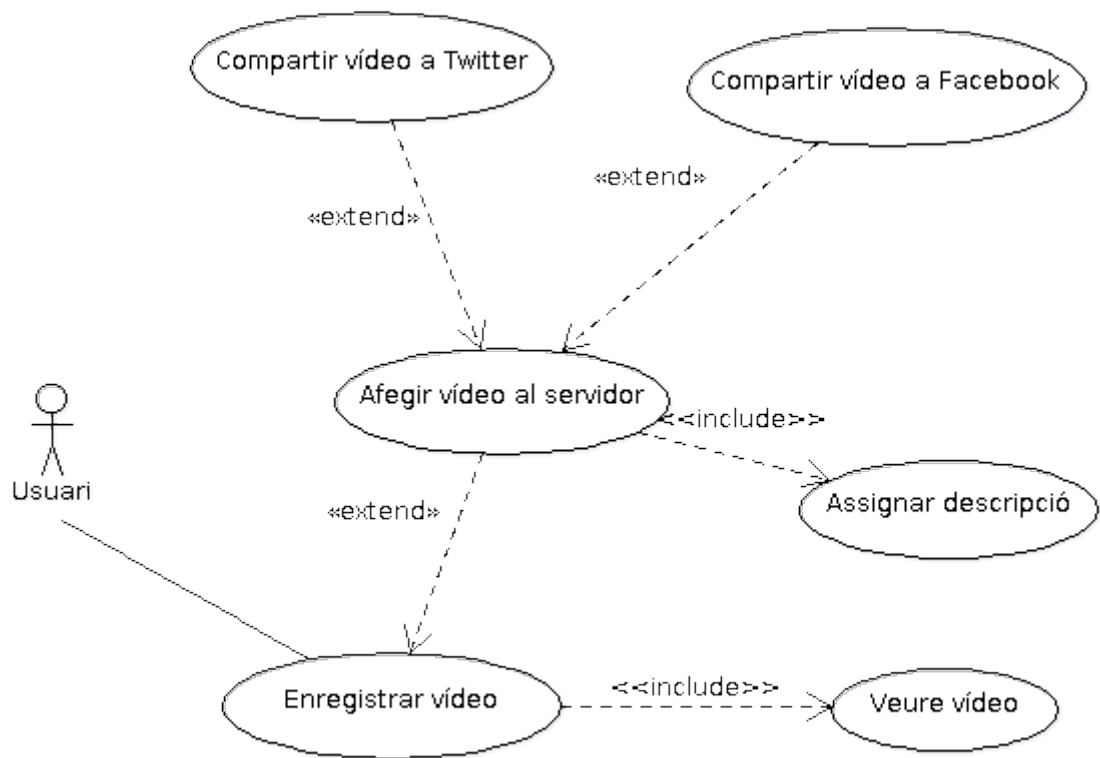 Compartir vídeo a Twitter
Compartir vídeo a Facebook
«extend»
«extend»
Afegir vídeo al servidor
<<include>>
Usuari
Assignar descripció
«extend»
Enregistrar vídeo
<<include>>
Veure vídeo